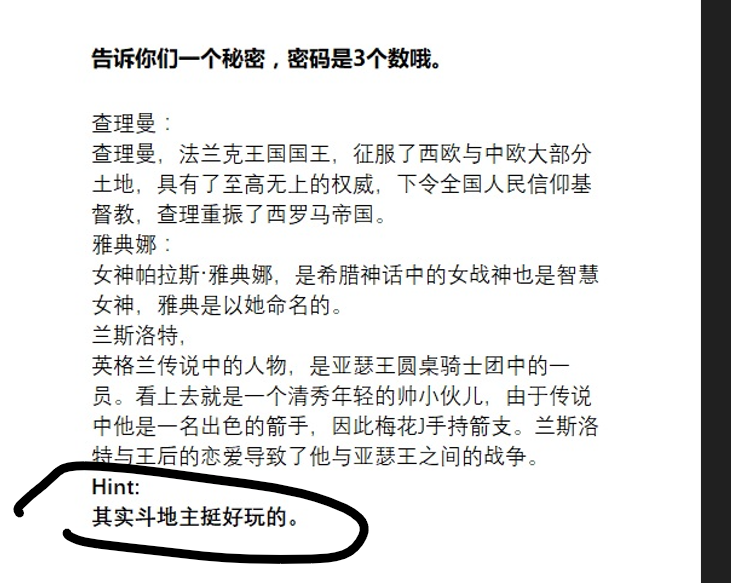 告诉你们一个秘密，密码是3个数哦。
查理曼：
查理曼，法兰克王国国王，征服了西欧与中欧大部分
土地，具有了至高无上的权威，下令全国人民信仰基
督教，查理重振了西罗马帝国。
雅典娜：
女神帕拉斯·雅典娜，是希腊神话中的女战神也是智慧
女神，雅典是以她命名的。
兰斯洛特，
英格兰传说中的人物，是亚瑟王圆桌骑士团中的一
员。看上去就是一个清秀年轻的帅小伙儿，由于传说
中他是一名出色的箭手，因此梅花J手持箭支。兰斯洛
特与王后的恋爱导致了他与亚瑟王之间的战争。
Hint:
其实斗地主挺好玩的。